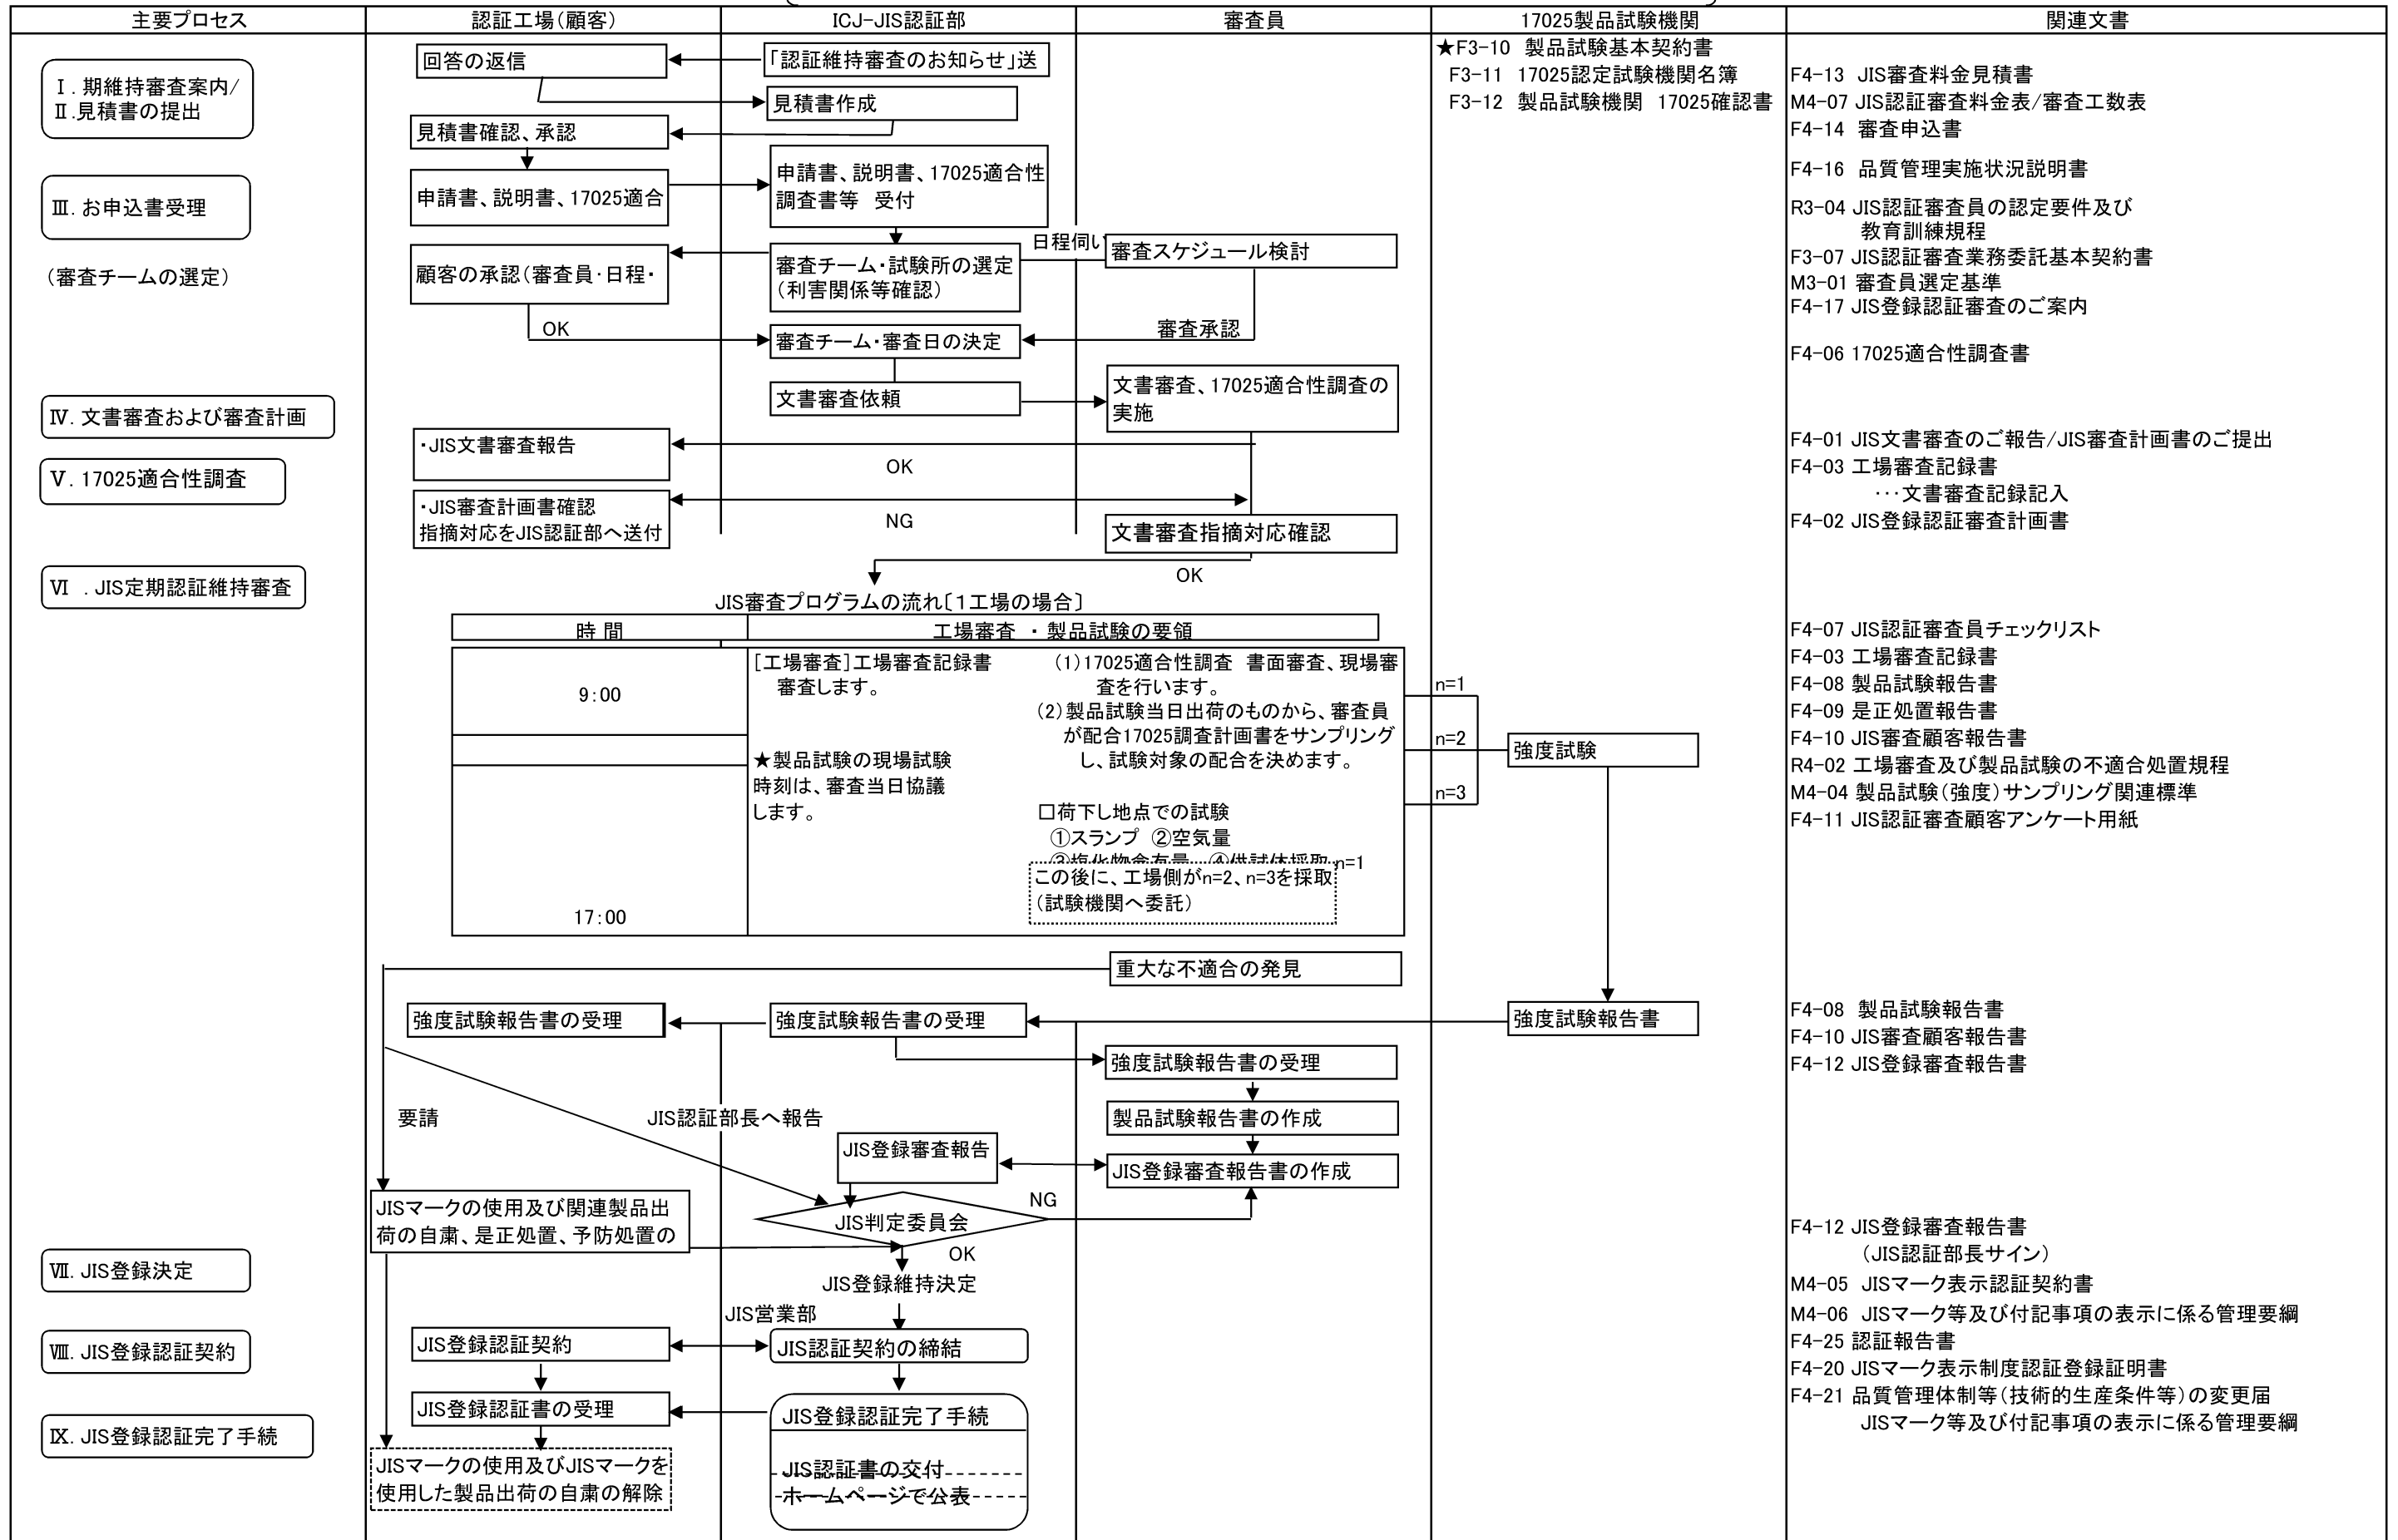 主要プロセス
認証工場（顧客）
ICJ-JIS認証部
審査員
17025製品試験機関
関連文書
Ⅰ．期維持審査案内/
Ⅱ.見積書の提出
Ⅲ. お申込書受理
（審査チームの選定）
Ⅳ. 文書審査および審査計画
Ⅴ. 17025適合性調査
Ⅵ ．JIS定期認証維持審査
Ⅶ. JIS登録決定
Ⅷ. JIS登録認証契約
Ⅸ. JIS登録認証完了手続
回答の返信
「認証維持審査のお知らせ」送
見積書作成
見積書確認、承認
申請書、説明書、17025適合
申請書、説明書、17025適合性
調査書等 受付
日程伺い
審査スケジュール検討
顧客の承認（審査員・日程・
審査チーム・試験所の選定
（利害関係等確認）
OK
審査承認
審査チーム・審査日の決定
文書審査依頼
文書審査、17025適合性調査の
実施
・JIS文書審査報告
OK
・JIS審査計画書確認
指摘対応をJIS認証部へ送付
NG
文書審査指摘対応確認
OK
JIS審査プログラムの流れ〔１工場の場合〕
時 間
工場審査 ・ 製品試験の要領
9：00
17：00
［工場審査］工場審査記録書
審査します。
★製品試験の現場試験
時刻は、審査当日協議
します。
（1）17025適合性調査 書面審査、現場審
査を行います。
（2）製品試験当日出荷のものから、審査員
が配合17025調査計画書をサンプリング
し、試験対象の配合を決めます。
□荷下し地点での試験
①スランプ ②空気量
③塩化物含有量 ④供試体採取 n=1
この後に、工場側がn=2、n=3を採取
（試験機関へ委託）
n=1
n=2
n=3
強度試験
重大な不適合の発見
強度試験報告書の受理
強度試験報告書の受理
強度試験報告書
強度試験報告書の受理
要請
JIS認証部長へ報告
製品試験報告書の作成
JIS登録審査報告
JIS登録審査報告書の作成
NG
JISマークの使用及び関連製品出
荷の自粛、是正処置、予防処置の
JIS判定委員会
OK
JIS登録維持決定
JIS営業部
JIS登録認証契約
JIS認証契約の締結
JIS登録認証書の受理
JIS登録認証完了手続
JIS認証書の交付
ホームページで公表
JISマークの使用及びJISマークを
使用した製品出荷の自粛の解除
★F3-10 製品試験基本契約書
F3-11 17025認定試験機関名簿
F3-12 製品試験機関 17025確認書
F4-13 JIS審査料金見積書
M4-07 JIS認証審査料金表/審査工数表
F4-14 審査申込書
F4-16 品質管理実施状況説明書
R3-04 JIS認証審査員の認定要件及び
教育訓練規程
F3-07 JIS認証審査業務委託基本契約書
M3-01 審査員選定基準
F4-17 JIS登録認証審査のご案内
F4-06 17025適合性調査書
F4-01 JIS文書審査のご報告/JIS審査計画書のご提出
F4-03 工場審査記録書
･･･文書審査記録記入
F4-02 JIS登録認証審査計画書
F4-07 JIS認証審査員チェックリスト
F4-03 工場審査記録書
F4-08 製品試験報告書
F4-09 是正処置報告書
F4-10 JIS審査顧客報告書
R4-02 工場審査及び製品試験の不適合処置規程
M4-04 製品試験（強度）サンプリング関連標準
F4-11 JIS認証審査顧客アンケート用紙
F4-08 製品試験報告書
F4-10 JIS審査顧客報告書
F4-12 JIS登録審査報告書
F4-12 JIS登録審査報告書
（JIS認証部長サイン）
M4-05 JISマーク表示認証契約書
M4-06 JISマーク等及び付記事項の表示に係る管理要綱
F4-25 認証報告書
F4-20 JISマーク表示制度認証登録証明書
F4-21 品質管理体制等（技術的生産条件等）の変更届
JISマーク等及び付記事項の表示に係る管理要綱